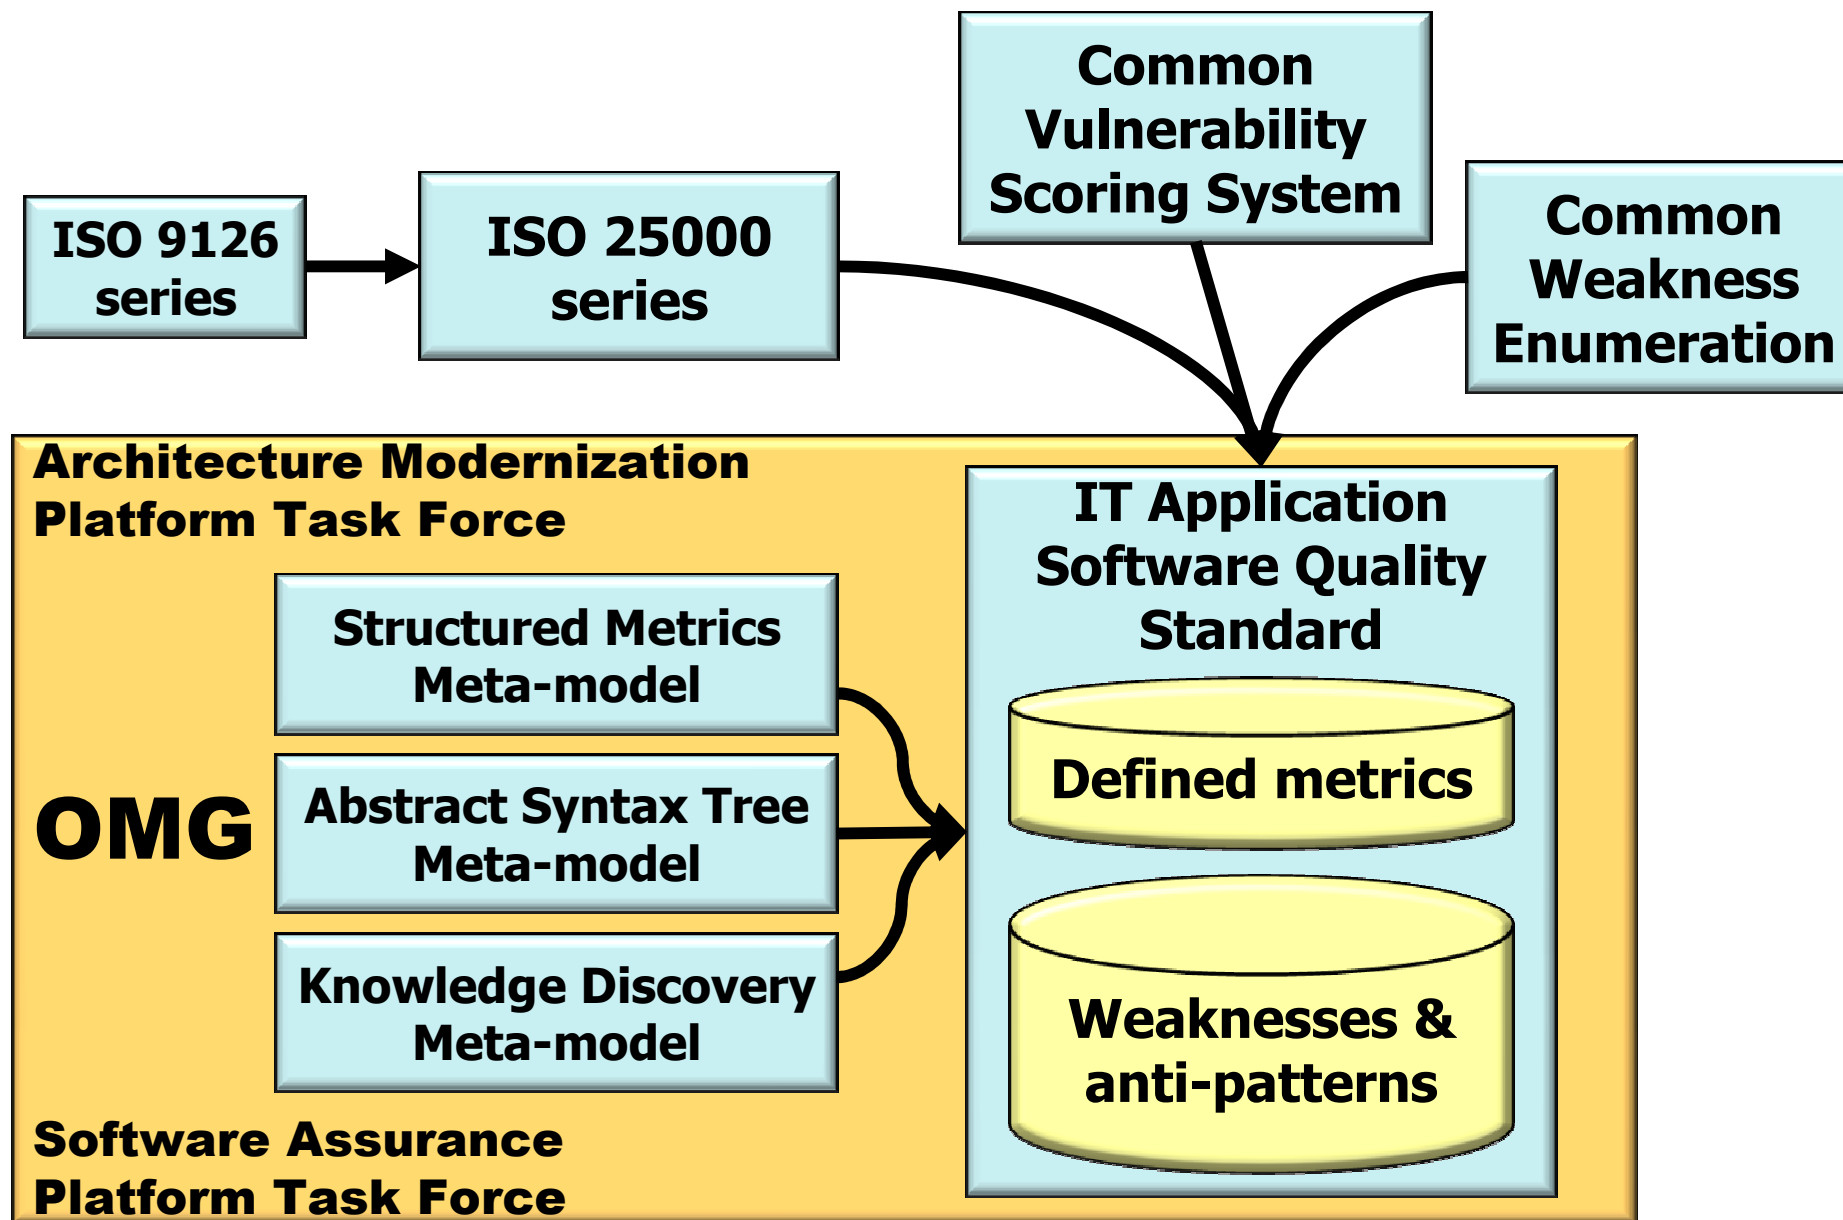 Common
Vulnerability
Scoring System
ISO 9126
series
ISO 25000
series
Common
Weakness
Enumeration
Architecture Modernization
Platform Task Force
IT Application
Software Quality
Standard
Structured Metrics
Meta-model
Defined metrics
OMG
Abstract Syntax Tree
Meta-model
Knowledge Discovery
Meta-model
Weaknesses &
anti-patterns
Software Assurance
Platform Task Force